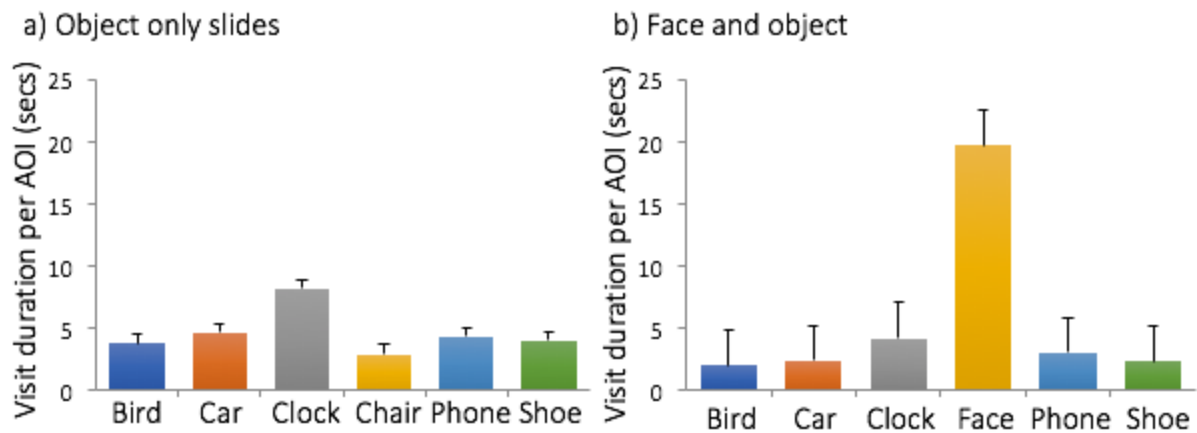 a) Object only slides
Visit duration per AOI (secs)
25
20
15
10
5
0
Bird Car Clock Chair Phone Shoe
b) Face and object
Visit duration per AOI (secs)
25
20
15
10
5
0
Bird Car Clock Face Phone Shoe